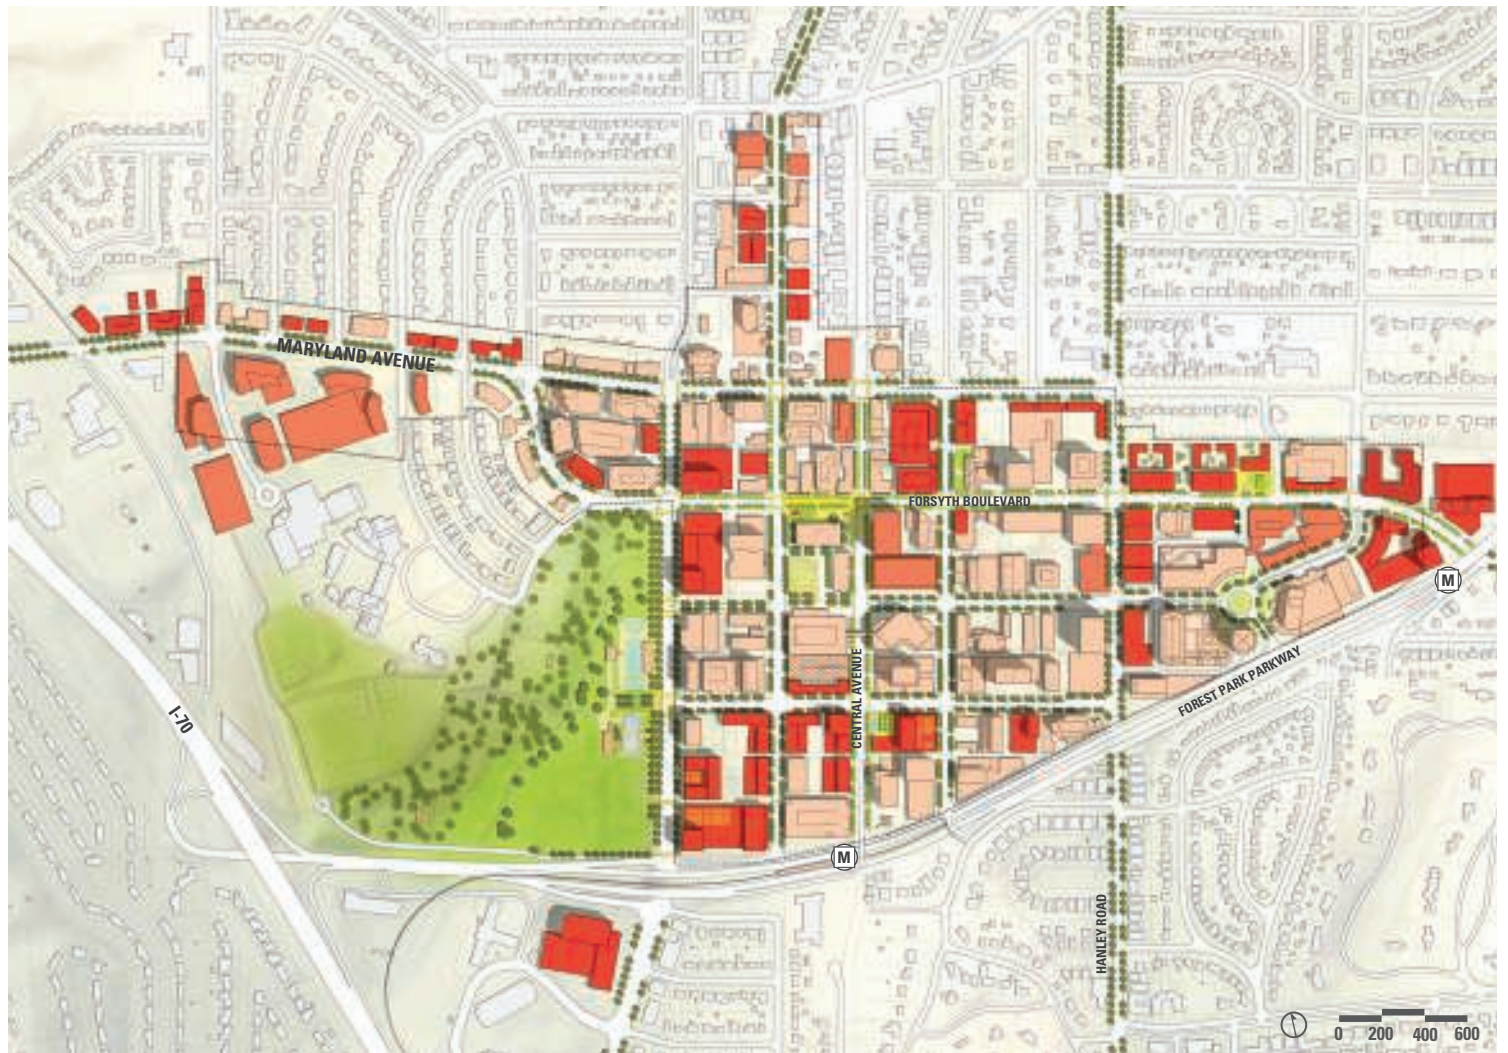 MARYLAND AVENUE
FORSYTH BOULEVARD
M
CENTRAL AVENUE
FOREST PARK PARKWAY
I-70
M
HANLEY ROAD
0 200 400 600